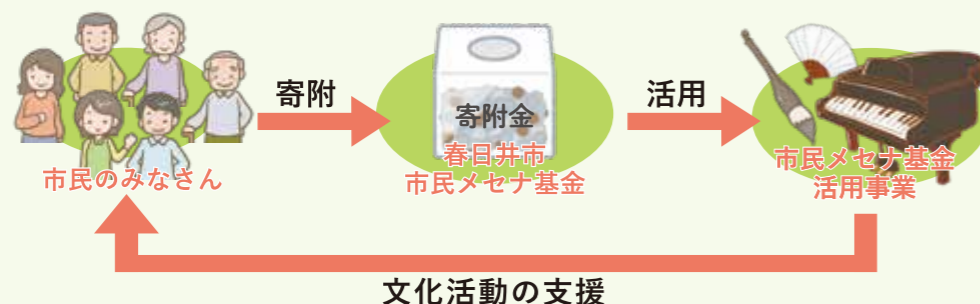 寄附
活用
寄附金
春日井市
市民メセナ基金
市民のみなさん
市民メセナ基金
活用事業
文化活動の支援